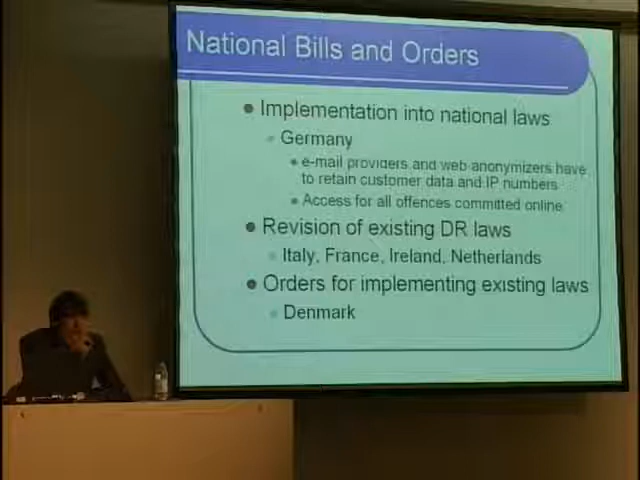 National Bills and Orders
Implementation into national laws
Germany
e-mail providers and web anonymizers have
to retain customer data and IP numbers
Access for all offences committed online
Revision of existing DR laws
Italy, France, Ireland, Netherlands
Orders for implementing existing laws
Denmark